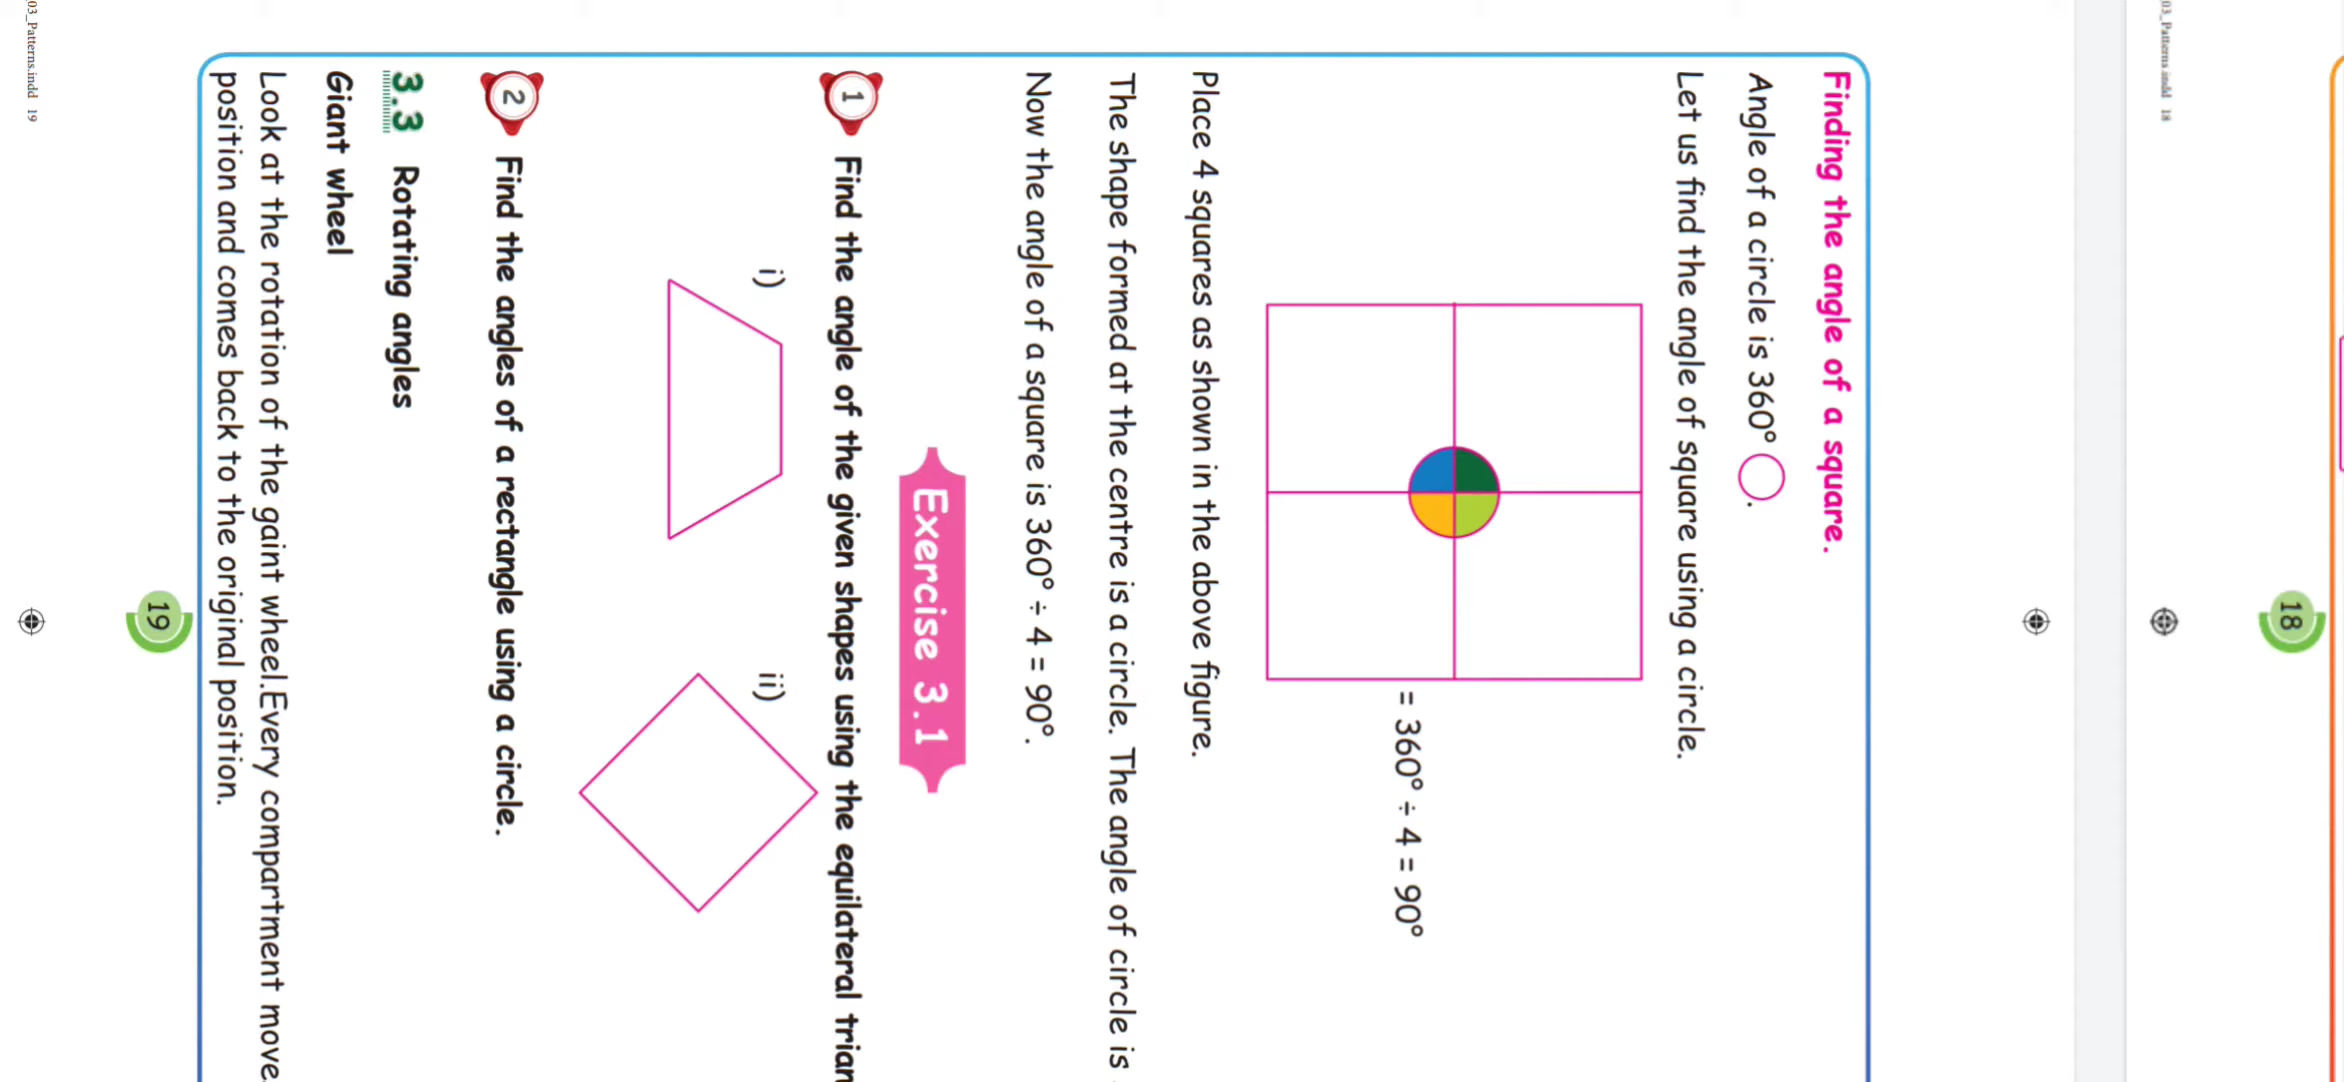 18
03_Patterns.indd 18
Finding the angle of a square.
Angle of a circle is 360° .
Let us find the angle of square using a circle.
= 360° ÷ 4 = 90°
Place 4 squares as shown in the above figure.
The shape formed at the centre is a circle. The angle of circle is
Now the angle of a square is 360° ÷ 4 = 90°.
Exercise 3.1
1 Find the angle of the given shapes using the equilateral trian
i) ii)
2 Find the angles of a rectangle using a circle.
3.3 Rotating angles
Giant wheel
Look at the rotation of the gaint wheel.Every compartment move
position and comes back to the original position.
19
03_Patterns.indd 19